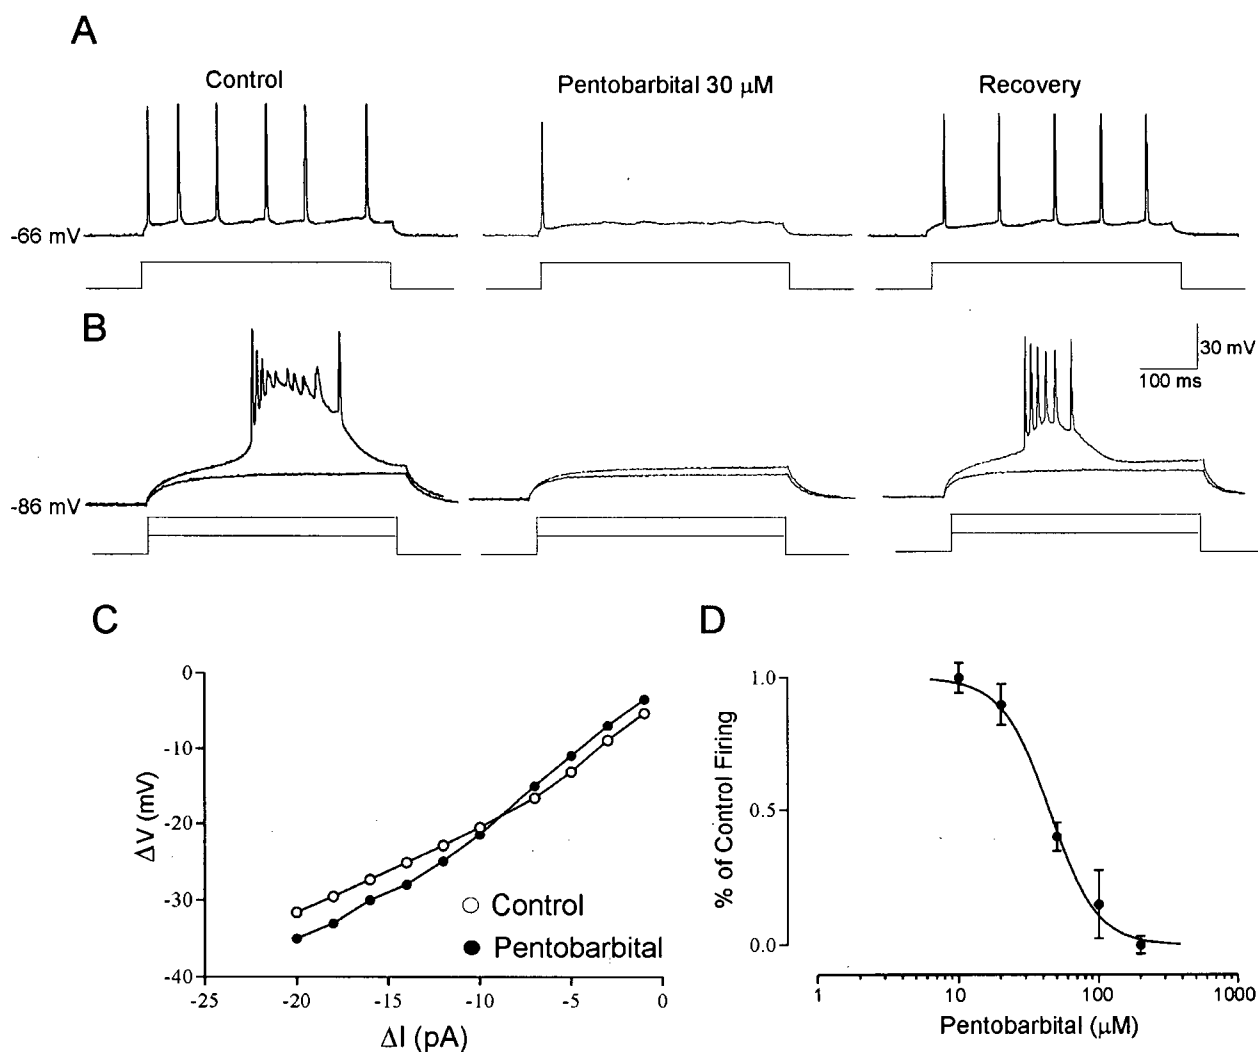 A
Control
Pentobarbital 30 μM
Recovery
-66 mV
B
30 mV
100 ms
-86 mV
C
D
0
-10
-20
-30
-40
ΔV (mV)
-25
-20
-15
-10
-5
0
ΔI (pA)
Control
Pentobarbital
1.0
0.5
0.0
% of Control Firing
1
10
100
1000
Pentobarbital (μM)